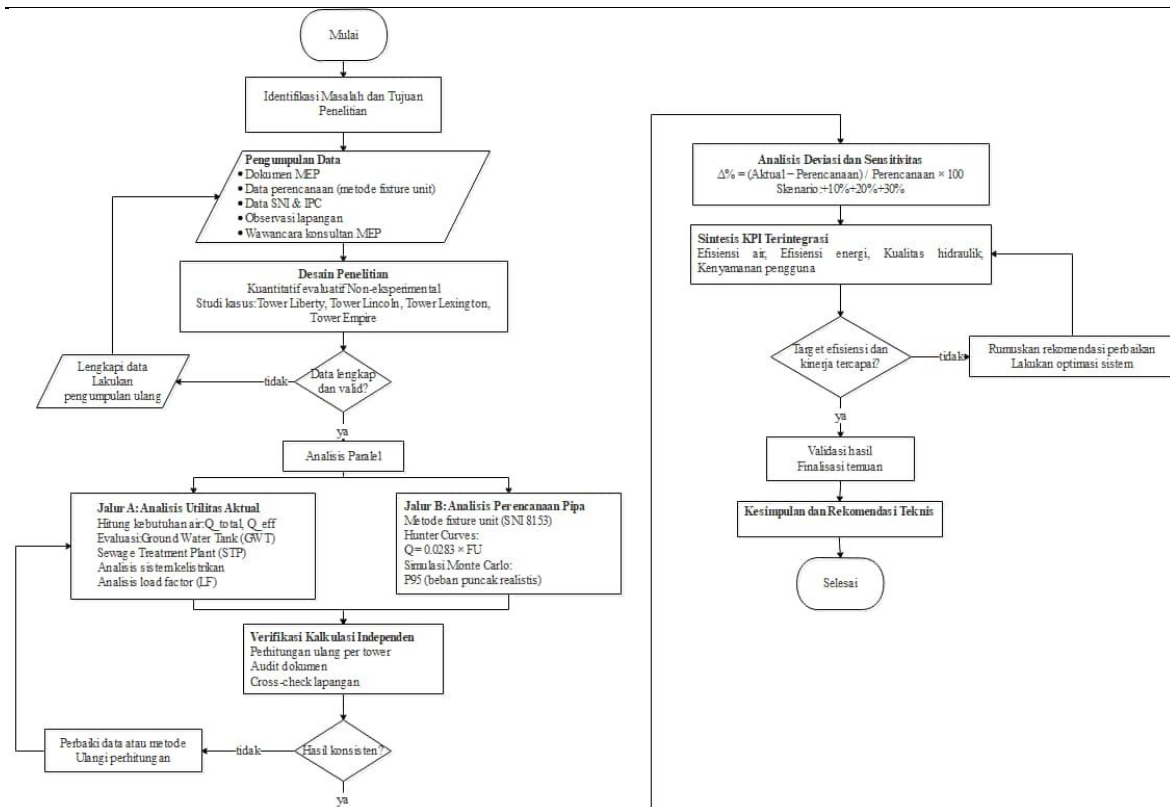 Mulai
Identifikasi Masalah dan Tujuan
Penelitian
Pengumpulan Data
• Dokumen MEP
• Data perencanaan (metode fixture unit)
• Data SNI & IPC
• Observasi lapangan
• Wawancara konsultan MEP
Desain Penelitian
Kuantitatif evaluatif Non-eksperimental
Studi kasus:Tower Liberty, Tower Lincoln, Tower Lexington,
Tower Empire
Data lengkap
dan valid?
tidak
Lengkapi data
Lakukan
pengumpulan ulang
ya
Analisis Paralel
Jalur A: Analisis Utilitas Aktual
Hitung kebutuhan air:Q_total, Q_eff
Evaluasi:Ground Water Tank (GWT)
Sewage Treatment Plant (STP)
Analisis sistem kelistrikan
Analisis load factor (LF)
Jalur B: Analisis Perencanaan Pipa
Metode fixture unit (SNI 8153)
Hunter Curves:
Q= 0.0283 × FU
Simulasi Monte Carlo:
P95 (beban puncak realistis)
Verifikasi Kalkulasi Independen
Perhitungan ulang per tower
Audit dokumen
Cross-check lapangan
Hasil konsisten?
tidak
Perbaiki data atau metode
Ulangi perhitungan
ya
Analisis Deviasi dan Sensitivitas
Δ% = (Aktual – Perencanaan) / Perencanaan × 100
Skenario:+10%+20%+30%
Sintesis KPI Terintegrasi
Efisiensi air, Efisiensi energi, Kualitas hidraulik,
Kenyamanan pengguna
Target efisiensi dan
kinerja tercapai?
tidak
Rumuskan rekomendasi perbaikan
Lakukan optimasi sistem
ya
Validasi hasil
Finalisasi temuan
Kesimpulan dan Rekomendasi Teknis
Selesai